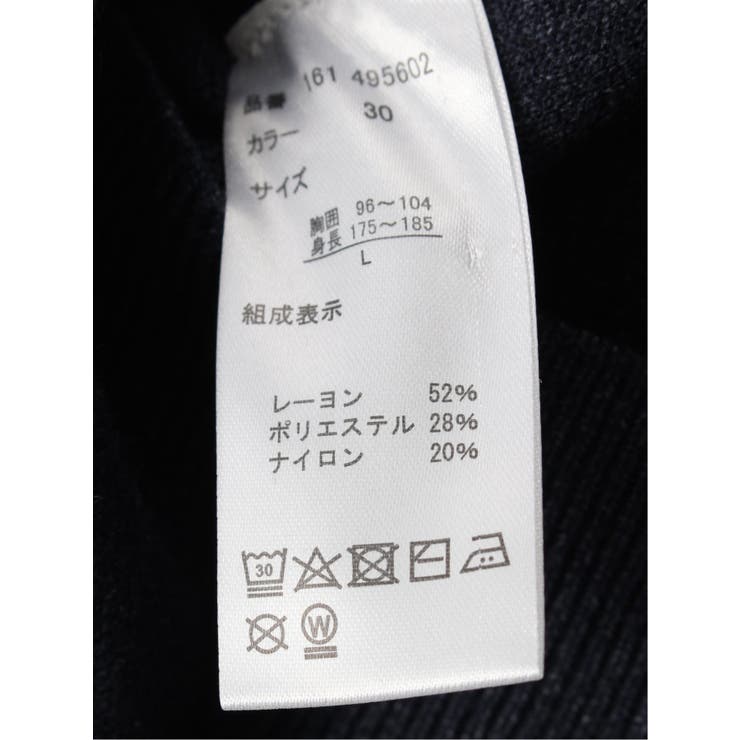 品番 161 495602
カラー 30
サイズ
胸囲 96～104
身長 175～185
L
組成表示
レーヨン 52%
ポリエステル 28%
ナイロン 20%
30
W